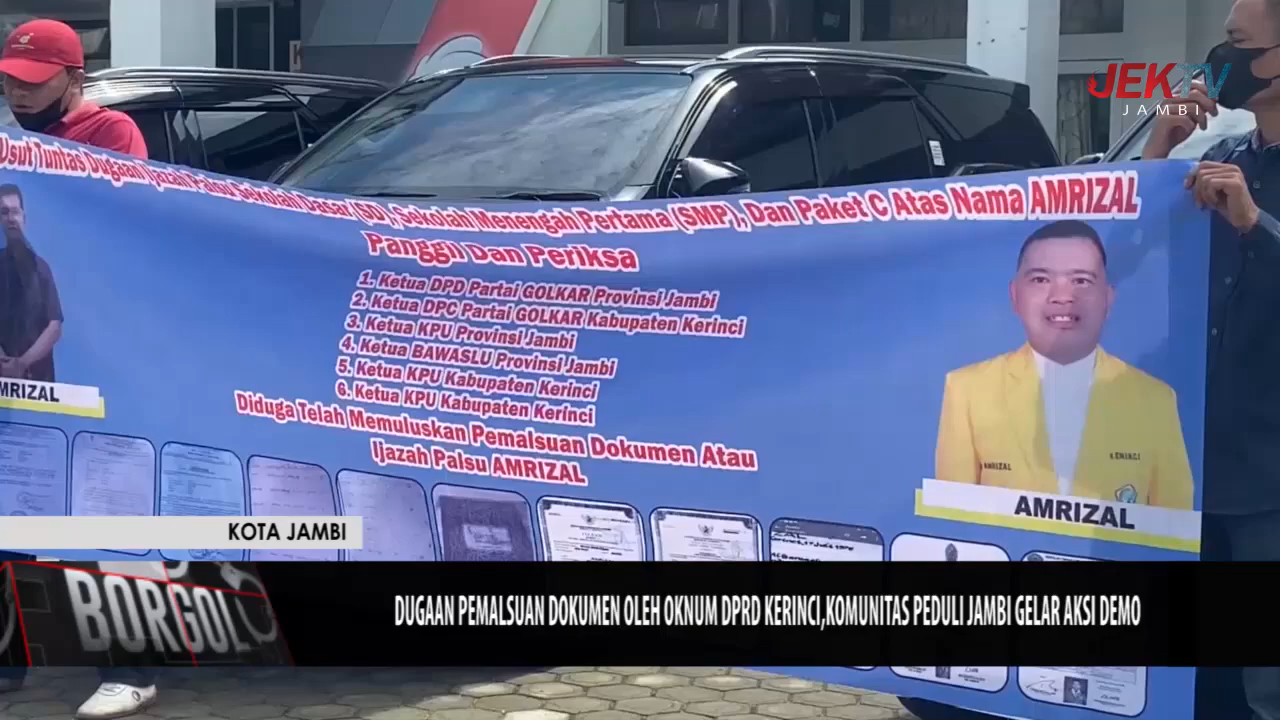 JEKTV
JAMBI
Usut Tuntas Dugaan Ijazah Palsu Sekolah Dasar (SD), Sekolah Menengah Pertama (SMP), Dan Paket C Atas Nama AMRIZAL
Panggil Dan Periksa
1. Ketua DPD Partai GOLKAR Provinsi Jambi
2. Ketua DPC Partai GOLKAR Kabupaten Kerinci
3. Ketua KPU Provinsi Jambi
4. Ketua BAWASLU Provinsi Jambi
5. Ketua KPU Kabupaten Kerinci
6. Ketua KPU Kabupaten Kerinci
Diduga Telah Memuluskan Pemalsuan Dokumen Atau
Ijazah Palsu AMRIZAL
MRIZAL
AMRIZAL
KERINCI
AMRIZAL
KOTA JAMBI
BORGOL
DUGAAN PEMALSUAN DOKUMEN OLEH OKNUM DPRD KERINCI,KOMUNITAS PEDULI JAMBI GELAR AKSI DEMO